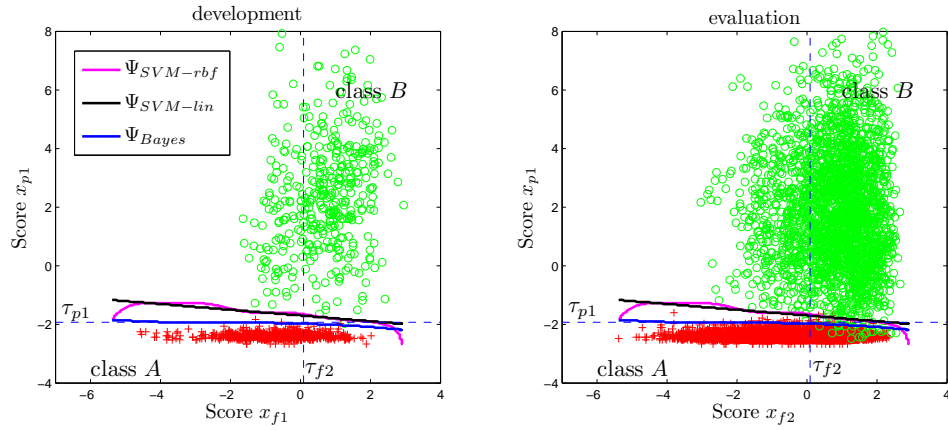 development
8
6
4
2
0
−2
−4
−6
−4
−2
0
2
4
Score x_{p1}
Score x_{f1}
Ψ_{SVM−rbf}
Ψ_{SVM−lin}
Ψ_{Bayes}
class B
τ_{p1}
class A
τ_{f2}
evaluation
8
6
4
2
0
−2
−4
−6
−4
−2
0
2
4
Score x_{p1}
Score x_{f2}
class B
τ_{p1}
class A
τ_{f2}